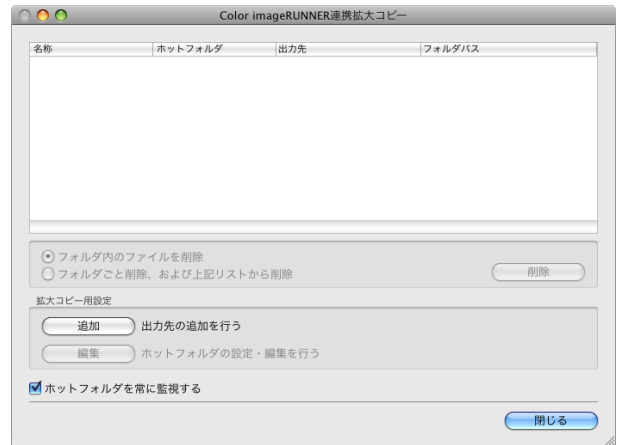 Color imageRUNNER連携拡大コピー
名称 ホットフォルダ 出力先 フォルダパス
フォルダ内のファイルを削除
フォルダごと削除、および上記リストから削除 削除
拡大コピー用設定
追加 出力先の追加を行う
編集 ホットフォルダの設定・編集を行う
ホットフォルダを常に監視する
閉じる